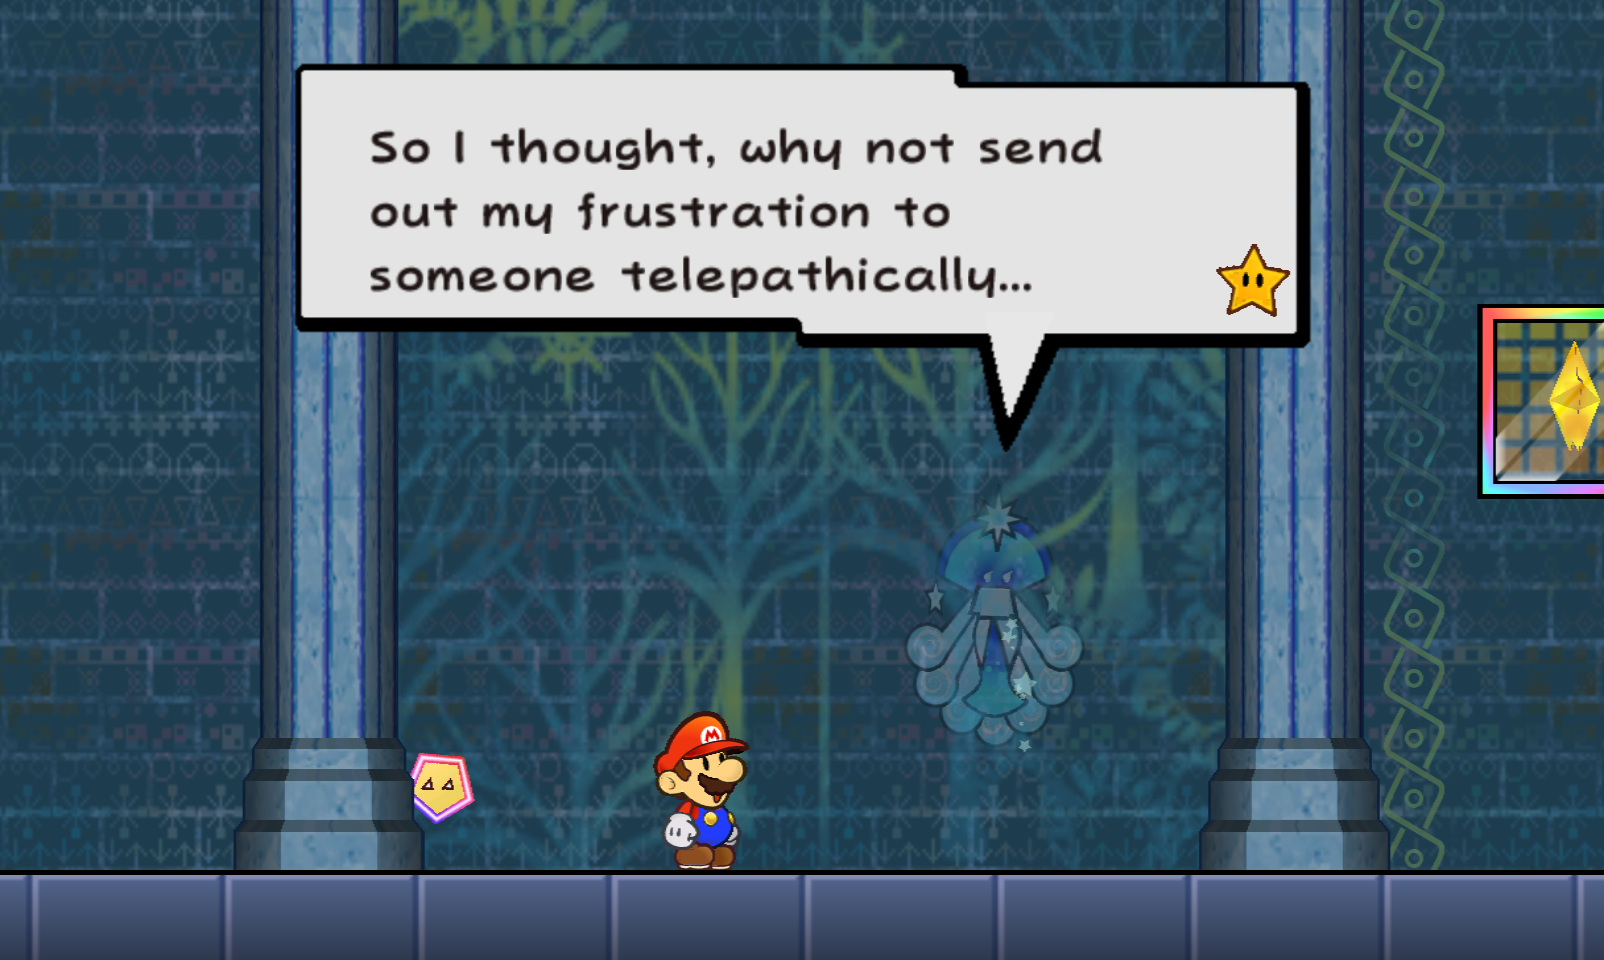 So I thought, why not send
out my frustration to
someone telepathically...
M